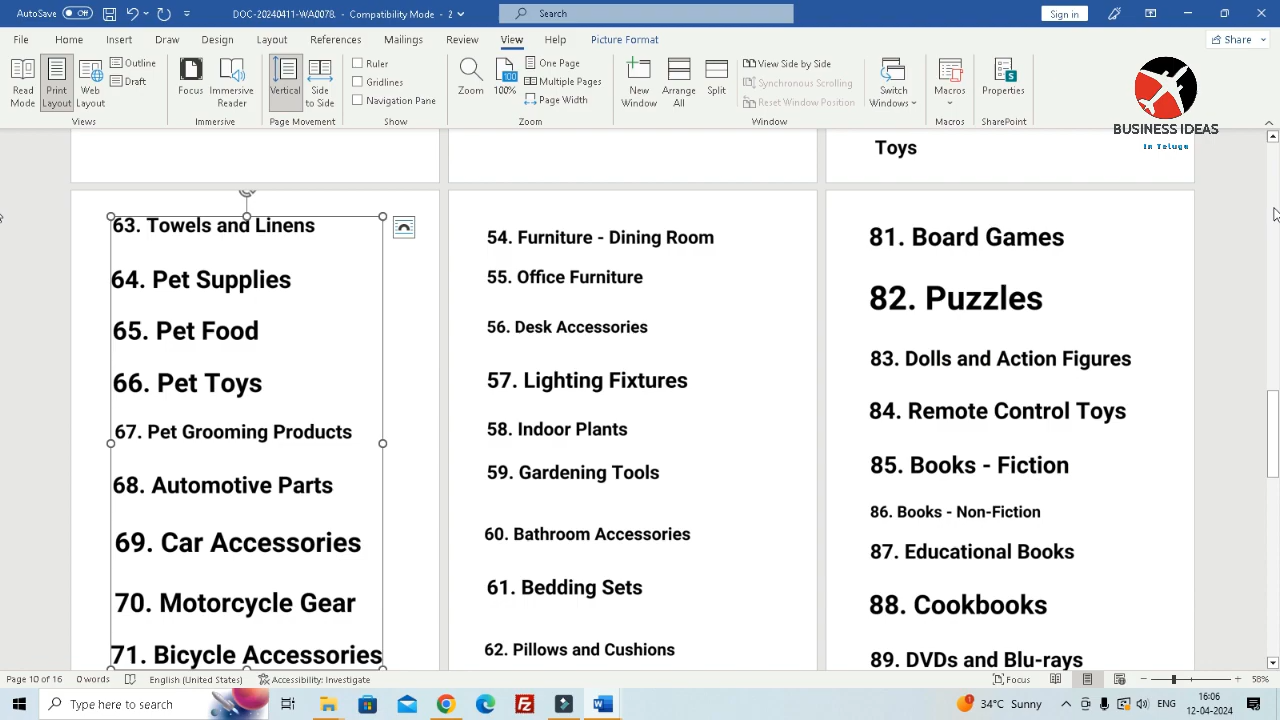 AutoSave Off
Document4 - Compatibility Mode - 2
Search
File Home Insert Draw Design Layout References Mailings Review View Help Picture Format
Share
Read Mode
Print Layout
Web Layout
Outline
Draft
Views
Focus
Immersive Reader
Immersive
Vertical
Side to Side
Page Movement
Ruler
Gridlines
Navigation Pane
Show
Zoom
100%
One Page
Multiple Pages
Page Width
Zoom
New Window
Arrange All
Split
View Side by Side
Synchronous Scrolling
Reset Window Position
Switch Windows
Window
Macros
Macros
Properties
SharePoint
BUSINESS IDEAS
In Telugu
Toys
63. Towels and Linens
64. Pet Supplies
65. Pet Food
66. Pet Toys
67. Pet Grooming Products
68. Automotive Parts
69. Car Accessories
70. Motorcycle Gear
71. Bicycle Accessories
54. Furniture - Dining Room
55. Office Furniture
56. Desk Accessories
57. Lighting Fixtures
58. Indoor Plants
59. Gardening Tools
60. Bathroom Accessories
61. Bedding Sets
62. Pillows and Cushions
81. Board Games
82. Puzzles
83. Dolls and Action Figures
84. Remote Control Toys
85. Books - Fiction
86. Books - Non-Fiction
87. Educational Books
88. Cookbooks
89. DVDs and Blu-rays
Page 10 of 16 0 words English (United States) Accessibility: Investigate
Focus
58%
Type here to search
34°C Sunny
ENG
16:06
12-04-2024